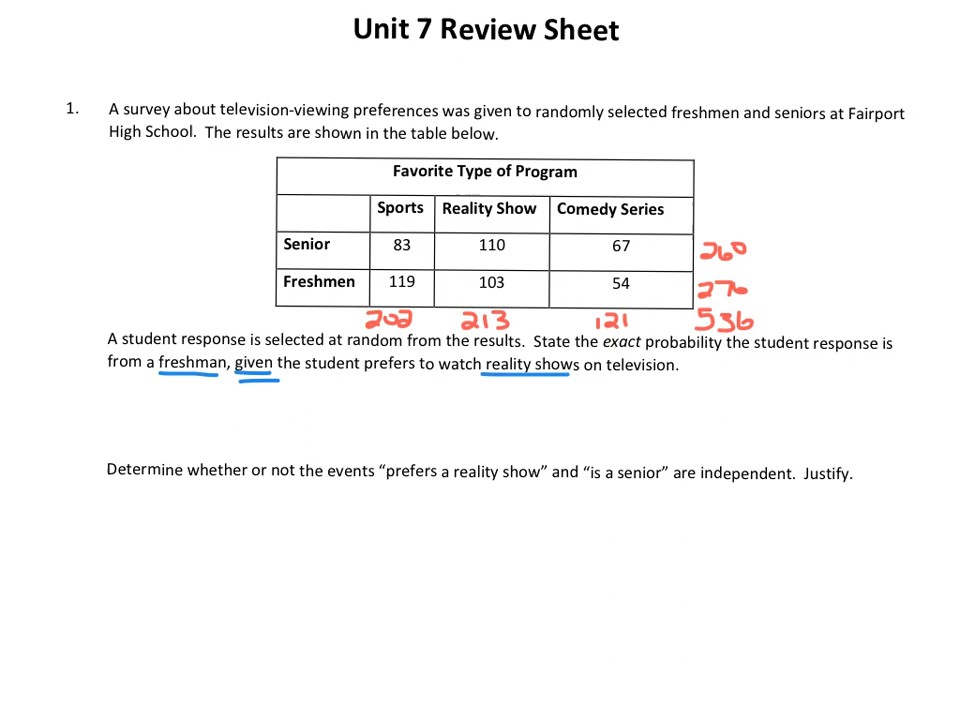 Unit 7 Review Sheet
1. A survey about television-viewing preferences was given to randomly selected freshmen and seniors at Fairport
High School. The results are shown in the table below.
Favorite Type of Program
Sports Reality Show Comedy Series
Senior 83 110 67 260
Freshmen 119 103 54 276
202 213 121 536
A student response is selected at random from the results. State the exact probability the student response is
from a freshman, given the student prefers to watch reality shows on television.
Determine whether or not the events “prefers a reality show” and “is a senior” are independent. Justify.